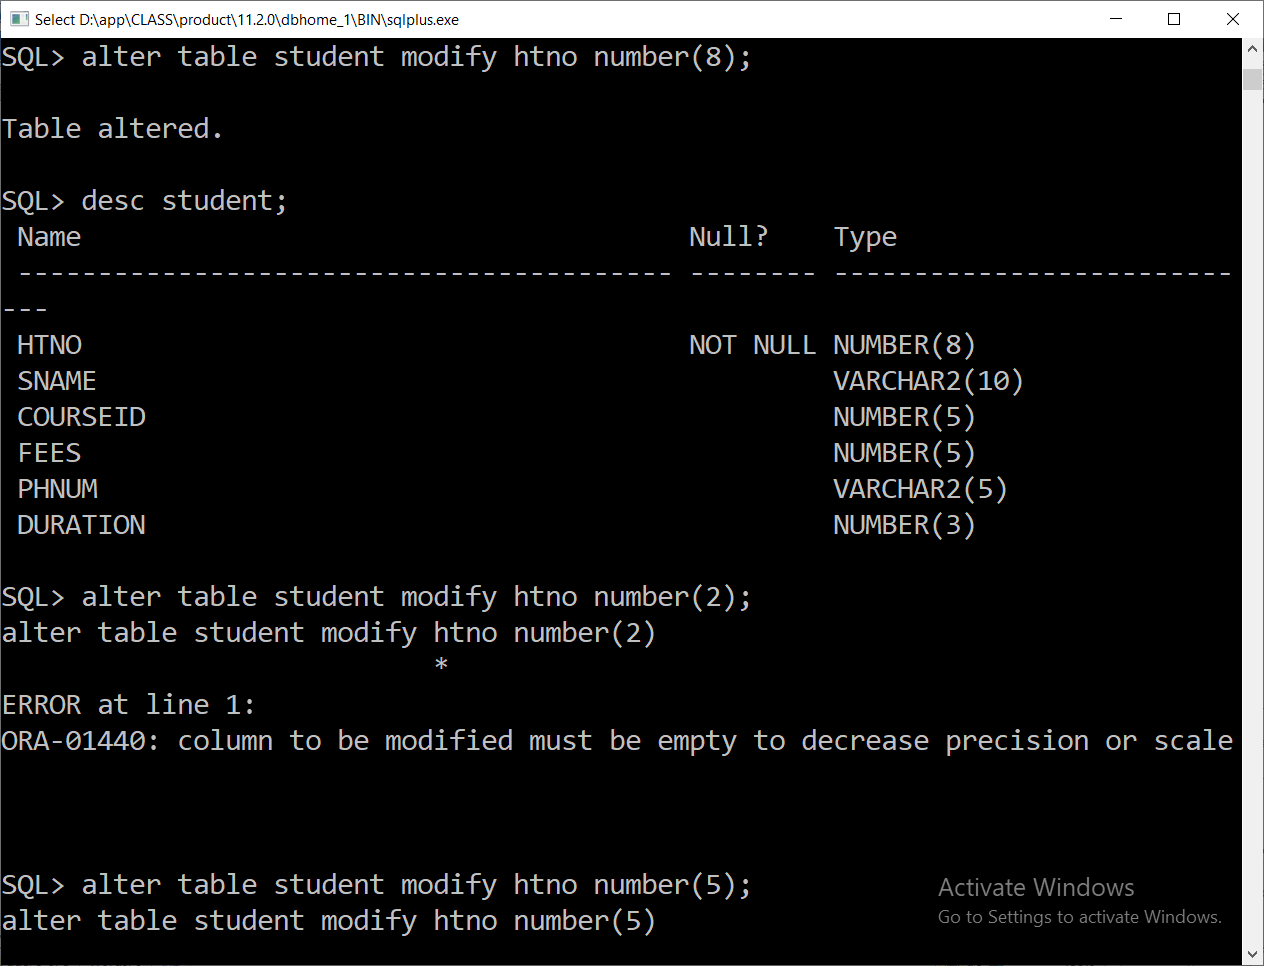 Select D:\app\CLASS\product\11.2.0\dbhome_1\BIN\sqlplus.exe
SQL> alter table student modify htno number(8);
Table altered.
SQL> desc student;
Name Null? Type
----------------------------------------- -------- -------------------------
---
HTNO NOT NULL NUMBER(8)
SNAME VARCHAR2(10)
COURSEID NUMBER(5)
FEES NUMBER(5)
PHNUM VARCHAR2(5)
DURATION NUMBER(3)
SQL> alter table student modify htno number(2);
alter table student modify htno number(2)
*
ERROR at line 1:
ORA-01440: column to be modified must be empty to decrease precision or scale
SQL> alter table student modify htno number(5);
alter table student modify htno number(5)
Activate Windows
Go to Settings to activate Windows.